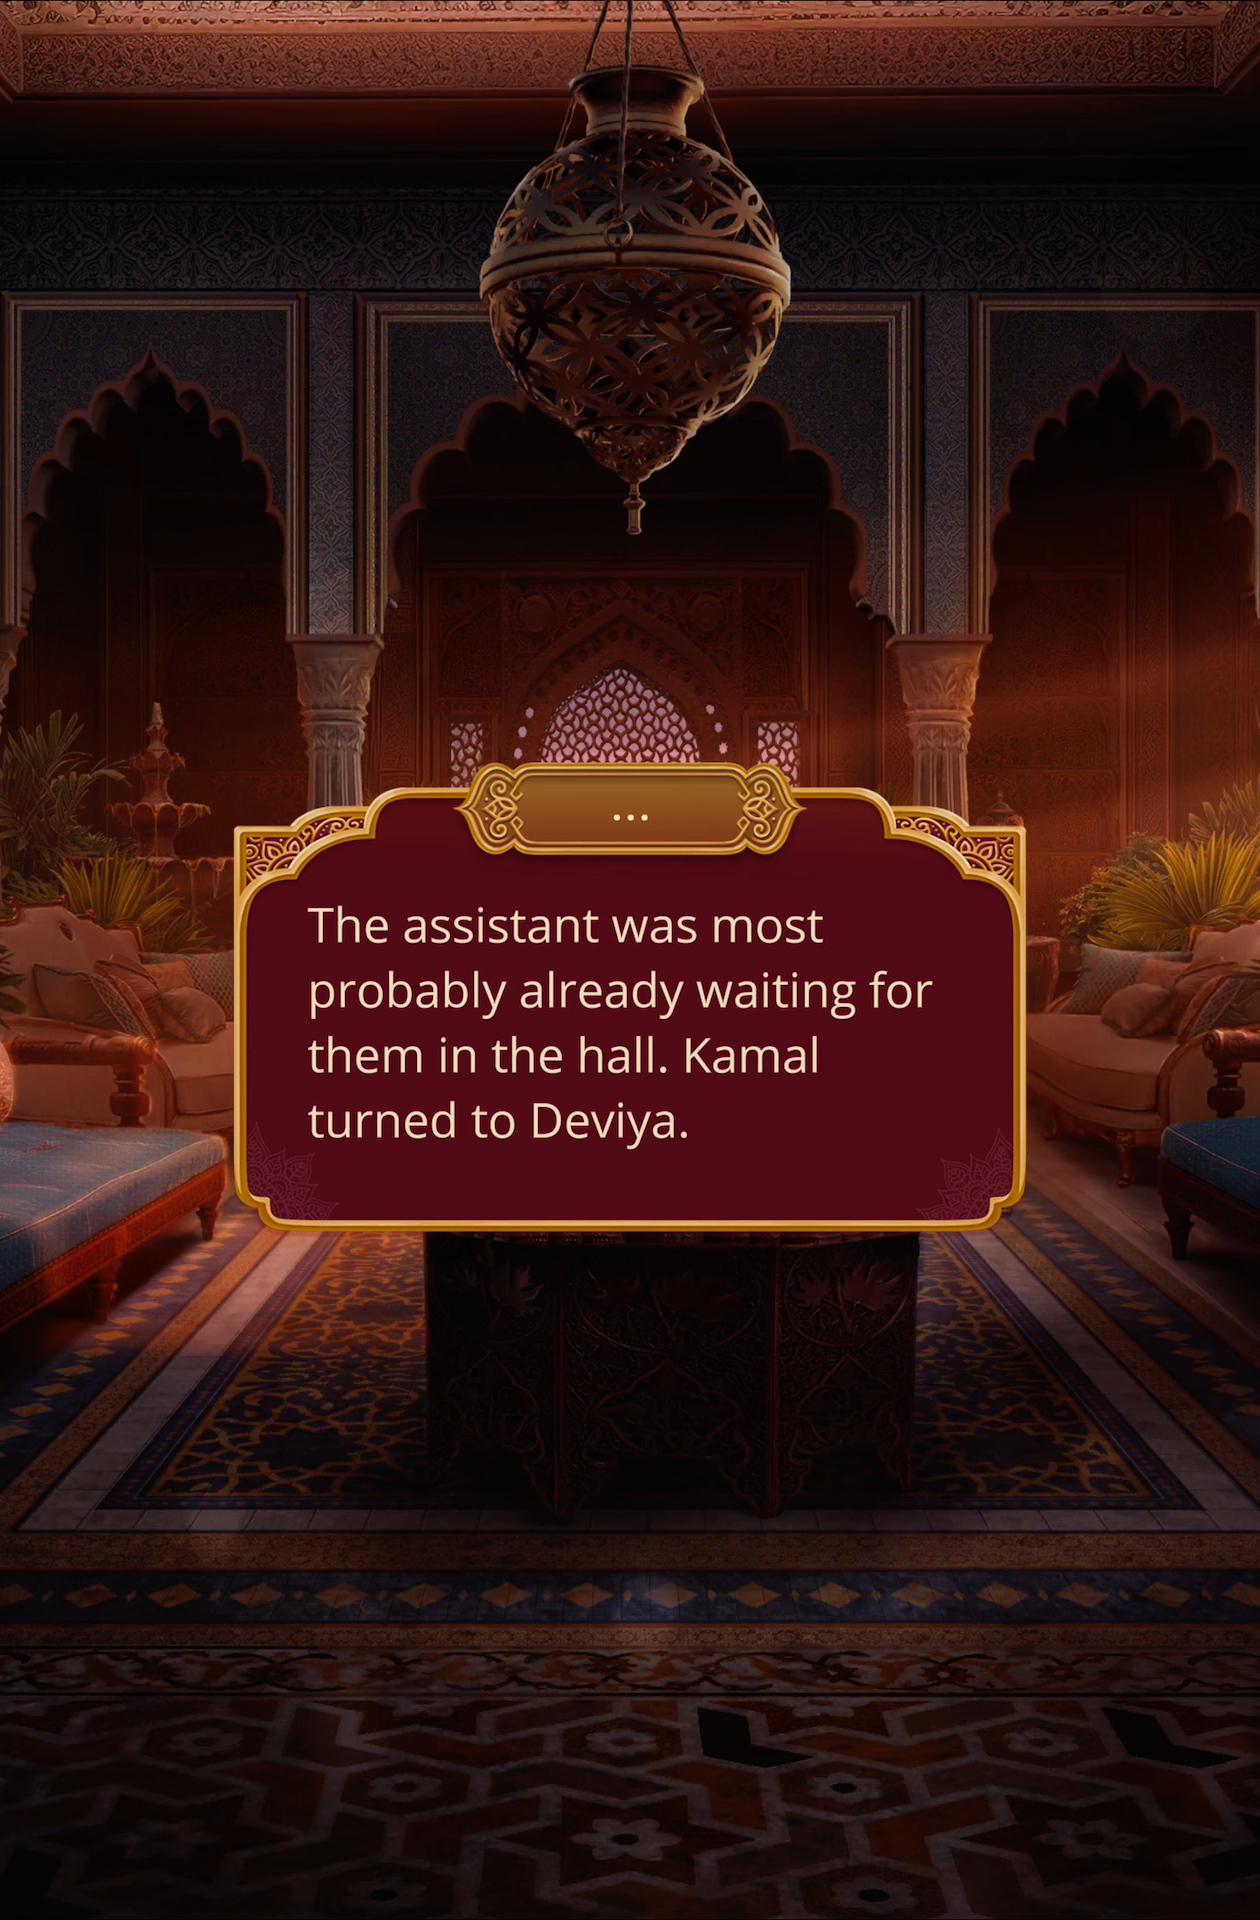 ...
The assistant was most
probably already waiting for
them in the hall. Kamal
turned to Deviya.